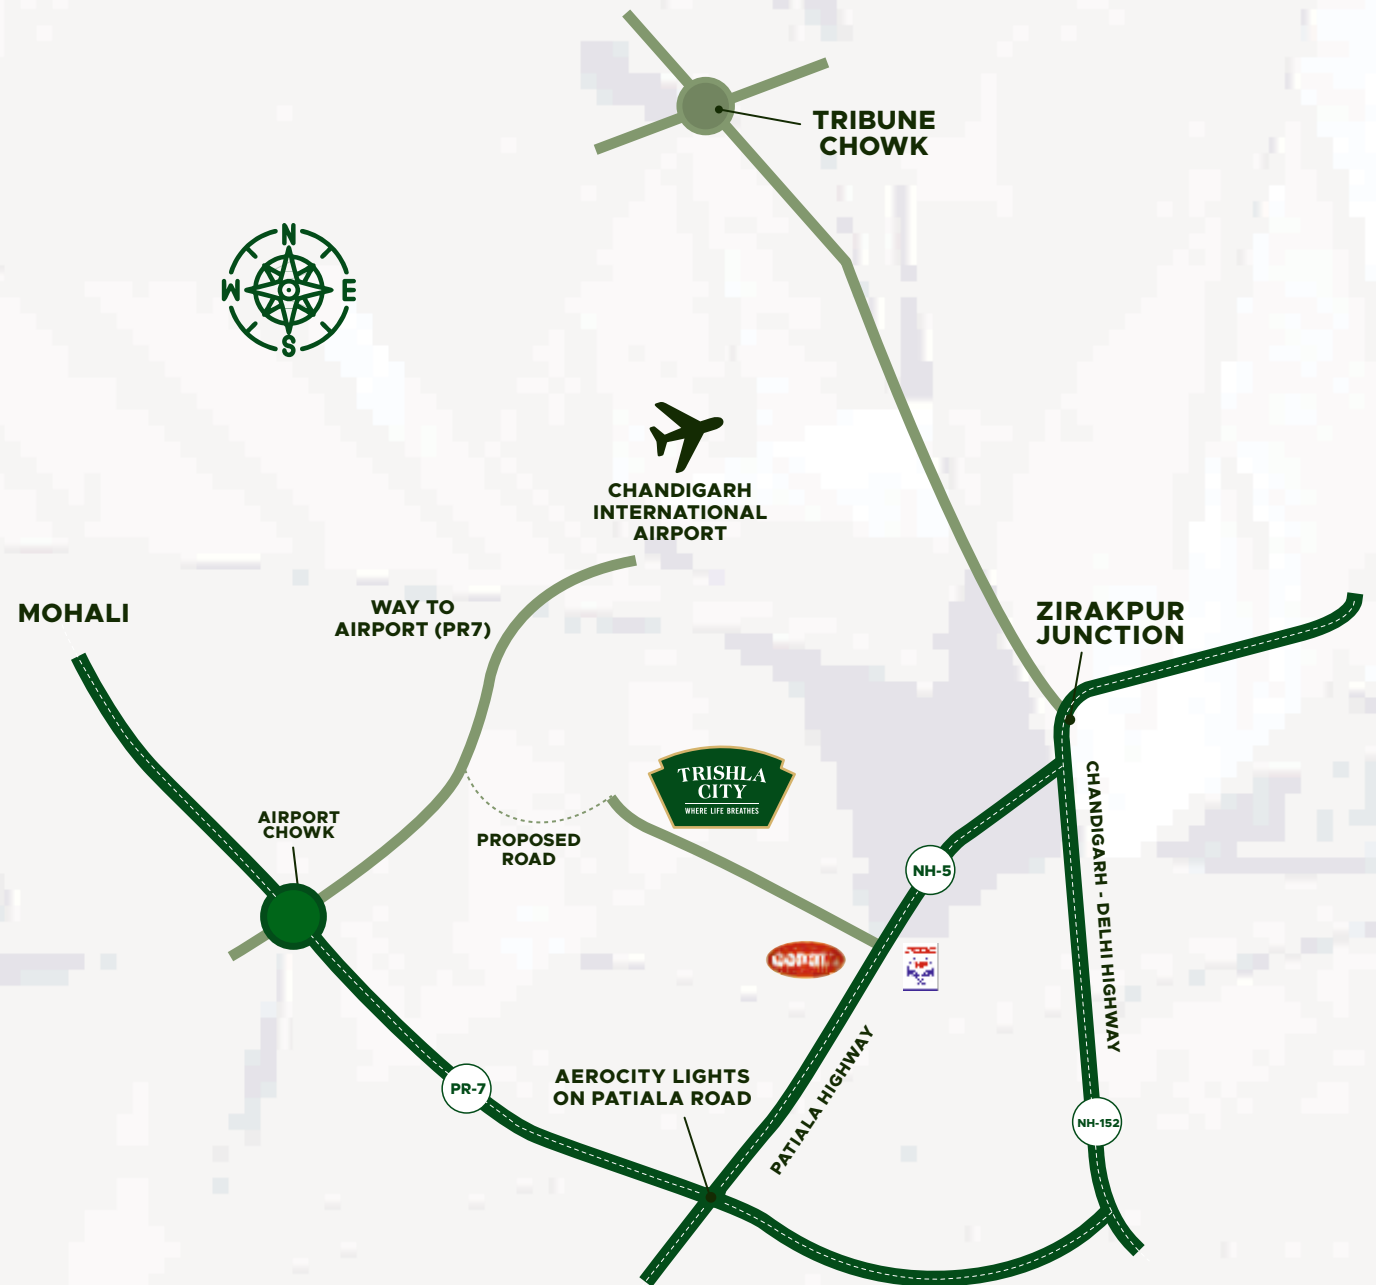 TRIBUNE
CHOWK
N
W
E
S
CHANDIGARH
INTERNATIONAL
AIRPORT
WAY TO
AIRPORT (PR7)
MOHALI
ZIRAKPUR
JUNCTION
TRISHLA
CITY
WHERE LIFE BREATHES
AIRPORT
CHOWK
PROPOSED
ROAD
NH-5
CHANDIGARH - DELHI HIGHWAY
HP
PATIALA HIGHWAY
AEROCITY LIGHTS
ON PATIALA ROAD
PR-7
NH-152